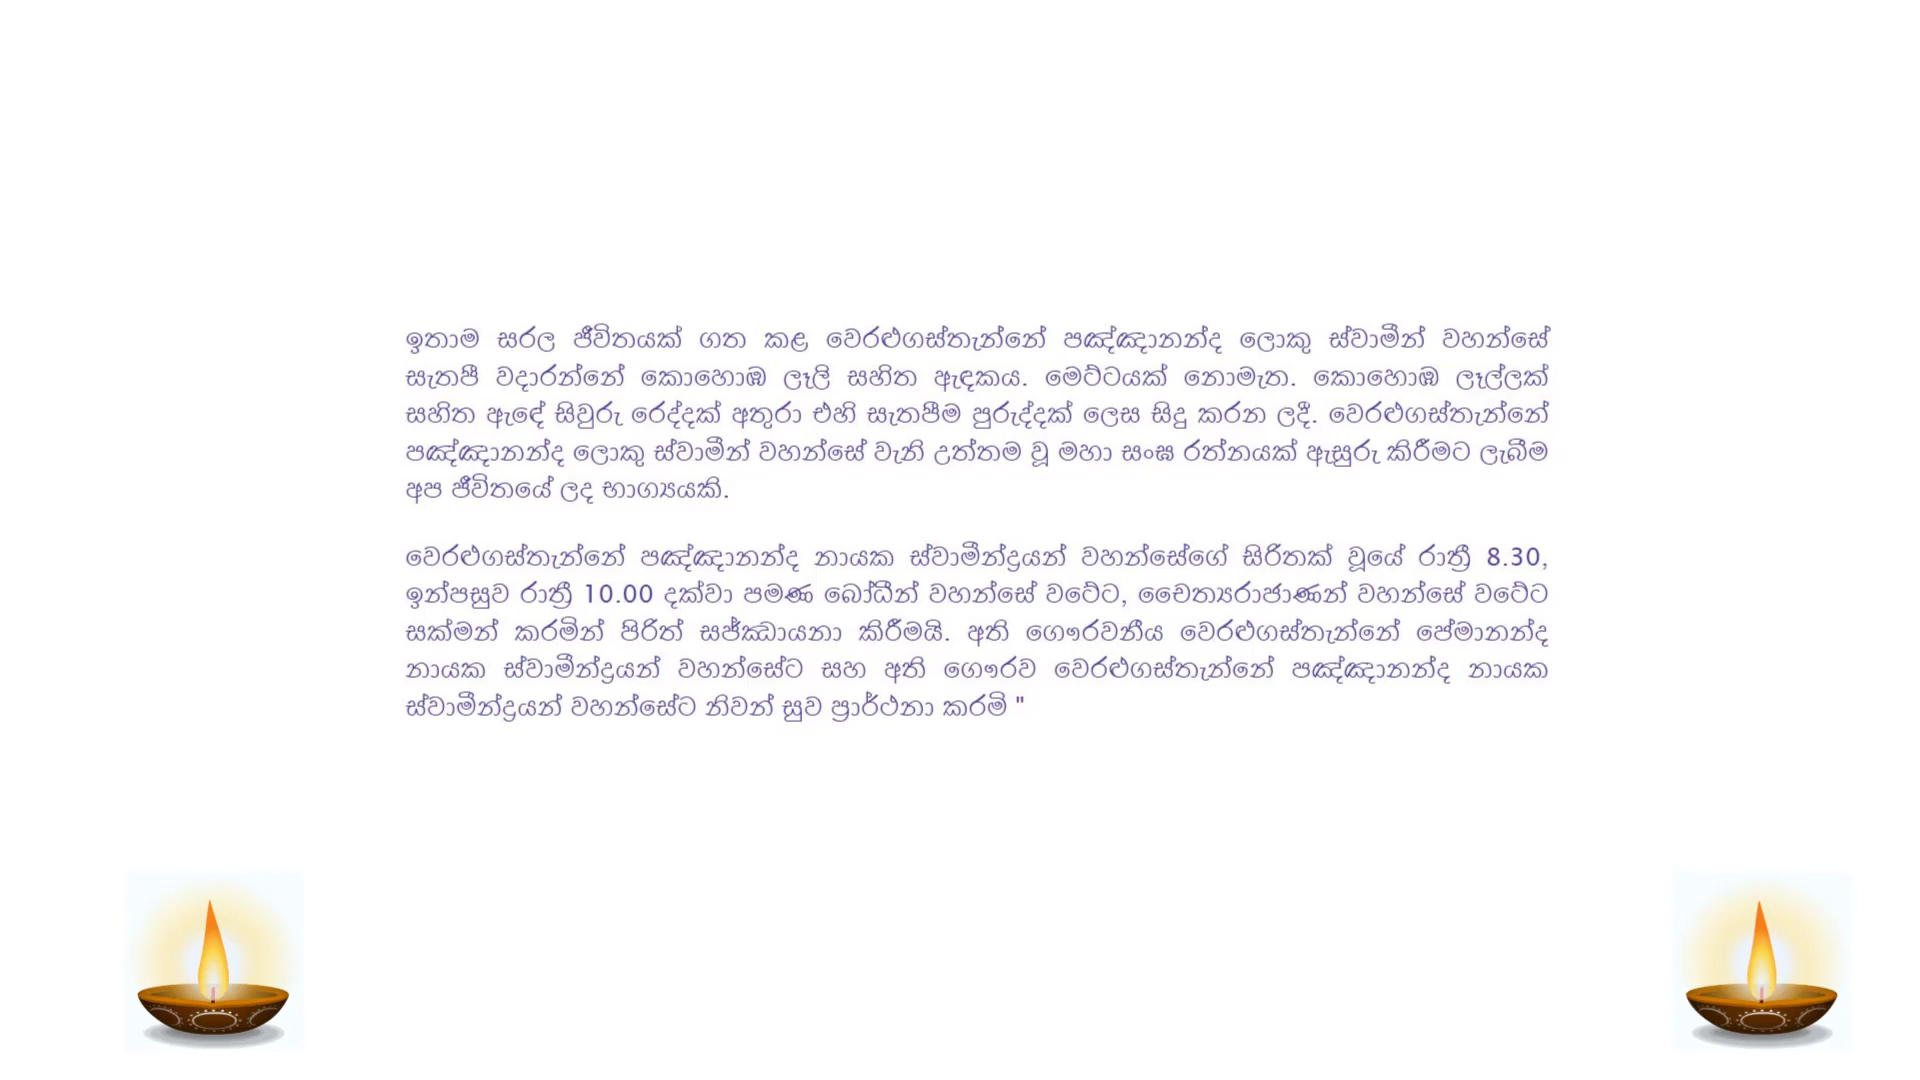 ඉතාම සරල ජීවිතයක් ගත කළ වෙරළුගස්තැන්නේ පඤ්ඤානන්ද ලොකු ස්වාමීන් වහන්සේ
සැතපී වදාරන්නේ කොහොඹ ලෑලි සහිත ඇඳකය. මෙට්ටයක් නොමැත. කොහොඹ ලෑල්ලක්
සහිත ඇඳේ සිවුරු රෙද්දක් අතුරා එහි සැතපීම පුරුද්දක් ලෙස සිදු කරන ලදී. වෙරළුගස්තැන්නේ
පඤ්ඤානන්ද ලොකු ස්වාමීන් වහන්සේ වැනි උත්තම වූ මහා සංඝ රත්නයක් ඇසුරු කිරීමට ලැබීම
අප ජීවිතයේ ලද භාග්‍යයකි.
වෙරළුගස්තැන්නේ පඤ්ඤානන්ද නායක ස්වාමීන්ද්‍රයන් වහන්සේගේ සිරිතක් වූයේ රාත්‍රී 8.30,
ඉන්පසුව රාත්‍රී 10.00 දක්වා පමණ බෝධීන් වහන්සේ වටේට, චෛත්‍යරාජාණන් වහන්සේ වටේට
සක්මන් කරමින් පිරිත් සජ්ඣායනා කිරීමයි. අති ගෞරවනීය වෙරළුගස්තැන්නේ පේමානන්ද
නායක ස්වාමීන්ද්‍රයන් වහන්සේට සහ අති ගෞරව වෙරළුගස්තැන්නේ පඤ්ඤානන්ද නායක
ස්වාමීන්ද්‍රයන් වහන්සේට නිවන් සුව ප්‍රාර්ථනා කරමි "